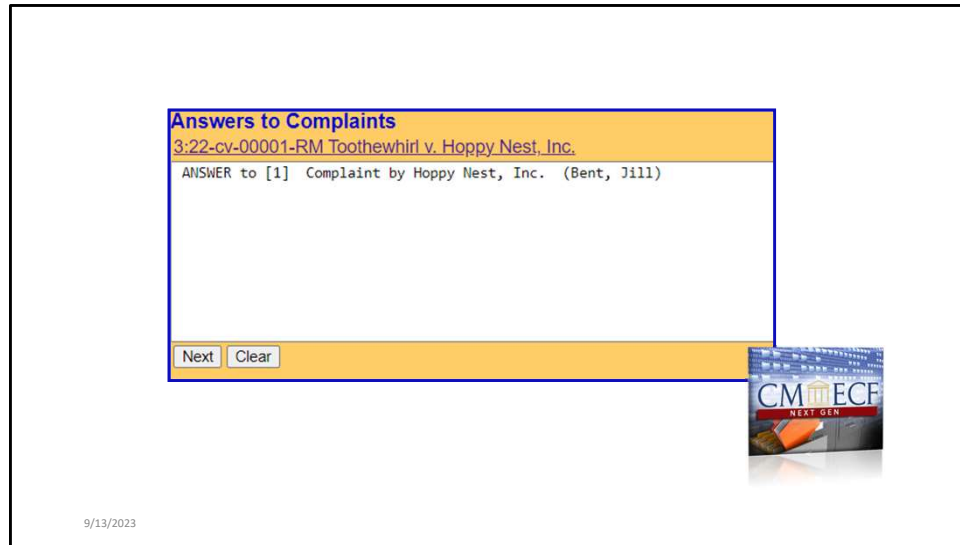 Answers to Complaints
3:22-cv-00001-RM Toothewhirl v. Hoppy Nest, Inc.
ANSWER to [1] Complaint by Hoppy Nest, Inc. (Bent, Jill)
Next Clear
CM ECF
NEXT GEN
9/13/2023